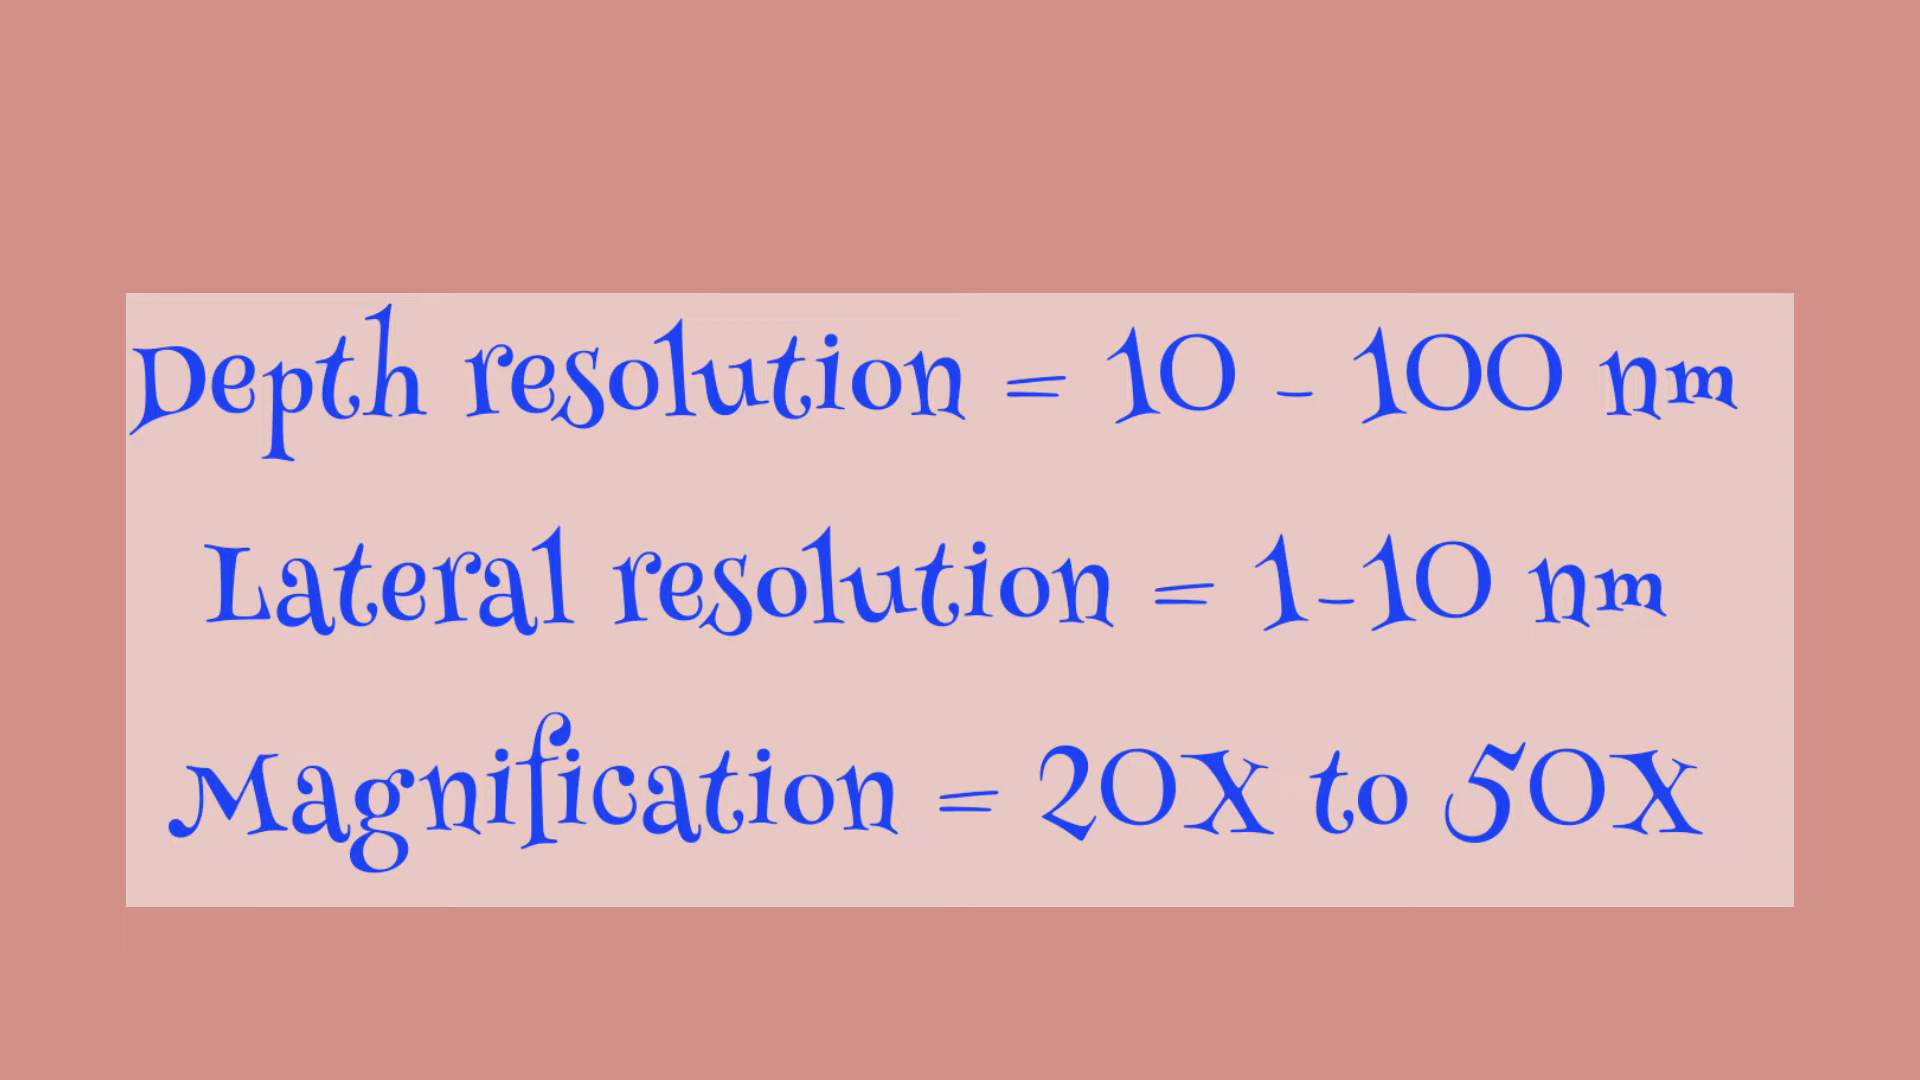 Depth resolution = 10 - 100 nm
Lateral resolution = 1-10 nm
Magnification = 20X to 50X